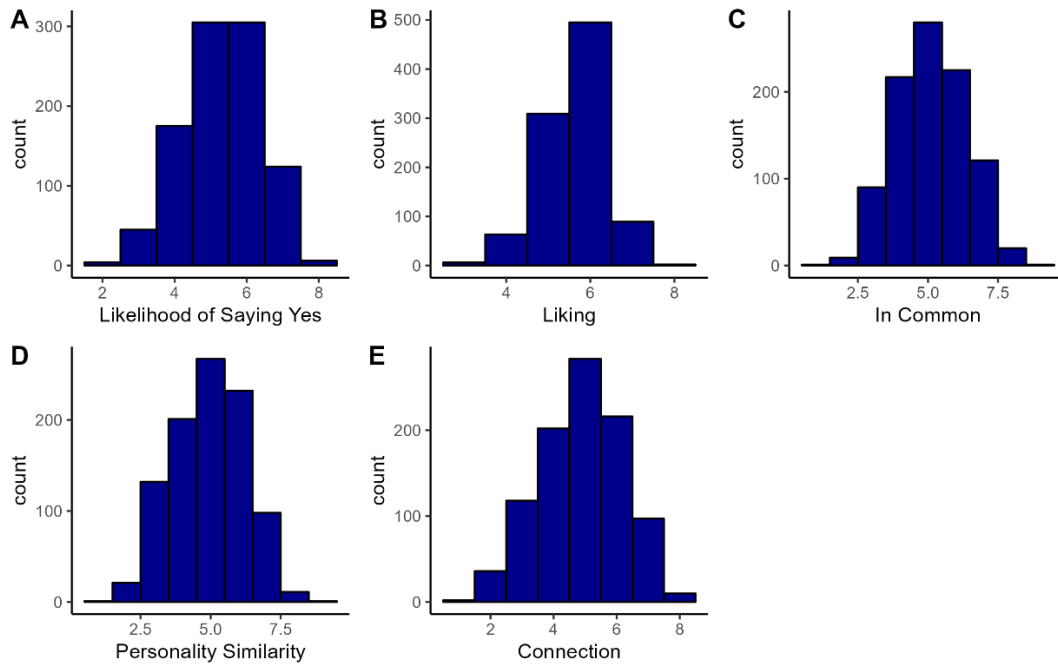 A
count
300
200
100
0
2 4 6 8
Likelihood of Saying Yes
B
count
500
400
300
200
100
0
4 6 8
Liking
C
count
200
100
0
2.5 5.0 7.5
In Common
D
count
200
100
0
2.5 5.0 7.5
Personality Similarity
E
count
200
100
0
2 4 6 8
Connection